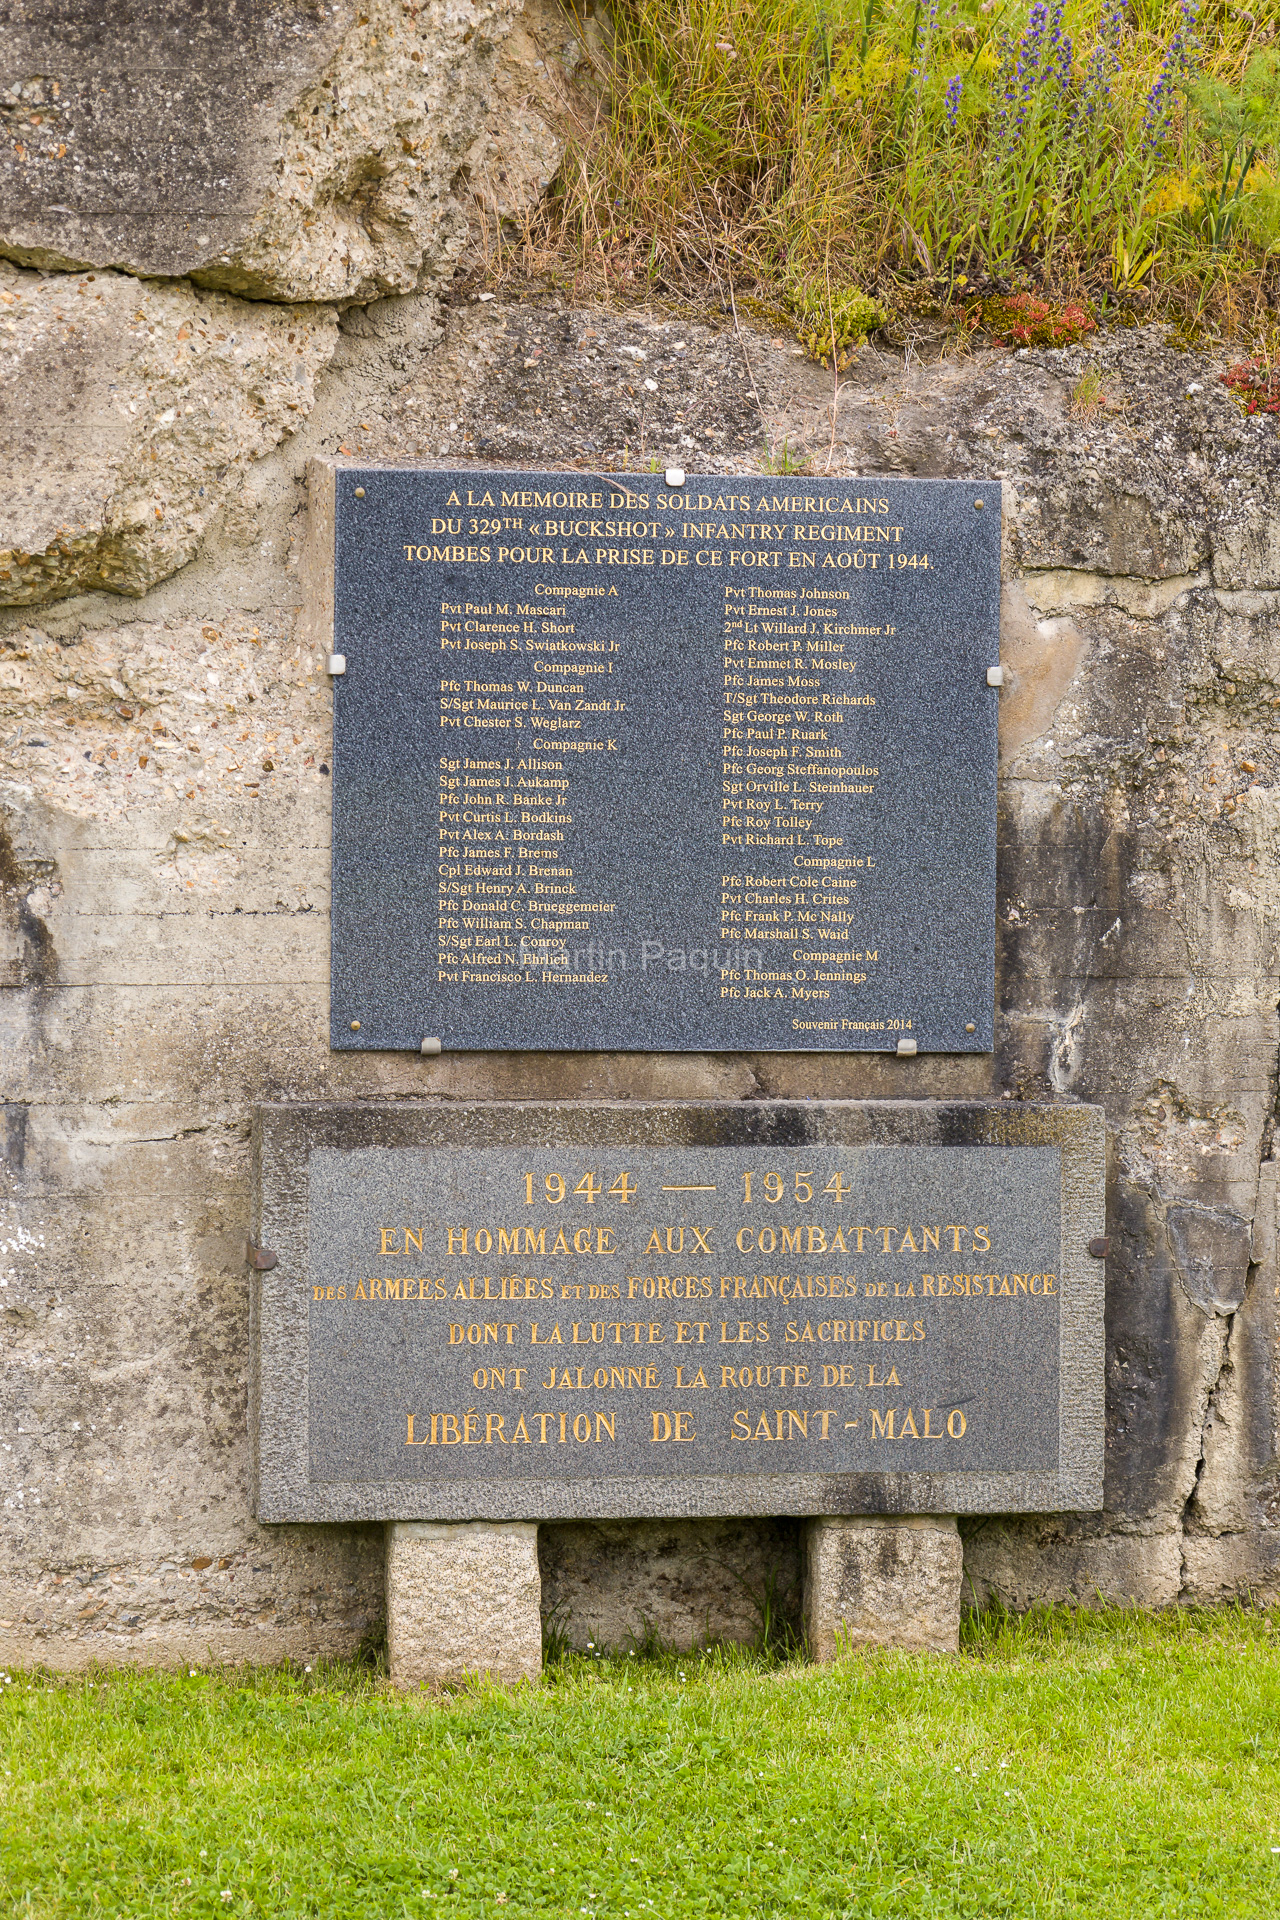 A LA MEMOIRE DES SOLDATS AMERICAINS
DU 329TH « BUCKSHOT » INFANTRY REGIMENT
TOMBES POUR LA PRISE DE CE FORT EN AOÛT 1944.
Compagnie A
Pvt Paul M. Mascari
Pvt Clarence H. Short
Pvt Joseph S. Swiatkowski Jr
Compagnie I
Pfc Thomas W. Duncan
S/Sgt Maurice L. Van Zandt Jr
Pvt Chester S. Weglarz
Compagnie K
Sgt James J. Allison
Sgt James J. Aukamp
Pfc John R. Banke Jr
Pvt Curtis L. Bodkins
Pvt Alex A. Bordash
Pfc James F. Brems
Cpl Edward J. Brenan
S/Sgt Henry A. Brinck
Pfc Donald C. Brueggemeier
Pfc William S. Chapman
S/Sgt Earl L. Conroy
Pfc Alfred N. Ehrlich
Pvt Francisco L. Hernandez
Pvt Thomas Johnson
Pvt Ernest J. Jones
2nd Lt Willard J. Kirchmer Jr
Pfc Robert P. Miller
Pvt Emmet R. Mosley
Pfc James Moss
T/Sgt Theodore Richards
Sgt George W. Roth
Pfc Paul P. Ruark
Pfc Joseph F. Smith
Pfc Georg Steffanopoulos
Sgt Orville L. Steinhauer
Pvt Roy L. Terry
Pfc Roy Tolley
Pvt Richard L. Tope
Compagnie L
Pfc Robert Cole Caine
Pvt Charles H. Crites
Pfc Frank P. Mc Nally
Pfc Marshall S. Waid
Compagnie M
Pfc Thomas O. Jennings
Pfc Jack A. Myers
Souvenir Français 2014
Martin Paquin
1944 — 1954
EN HOMMAGE AUX COMBATTANTS
DES ARMEES ALLIÉES ET DES FORCES FRANÇAISES DE LA RESISTANCE
DONT LA LUTTE ET LES SACRIFICES
ONT JALONNÉ LA ROUTE DE LA
LIBÉRATION DE SAINT-MALO